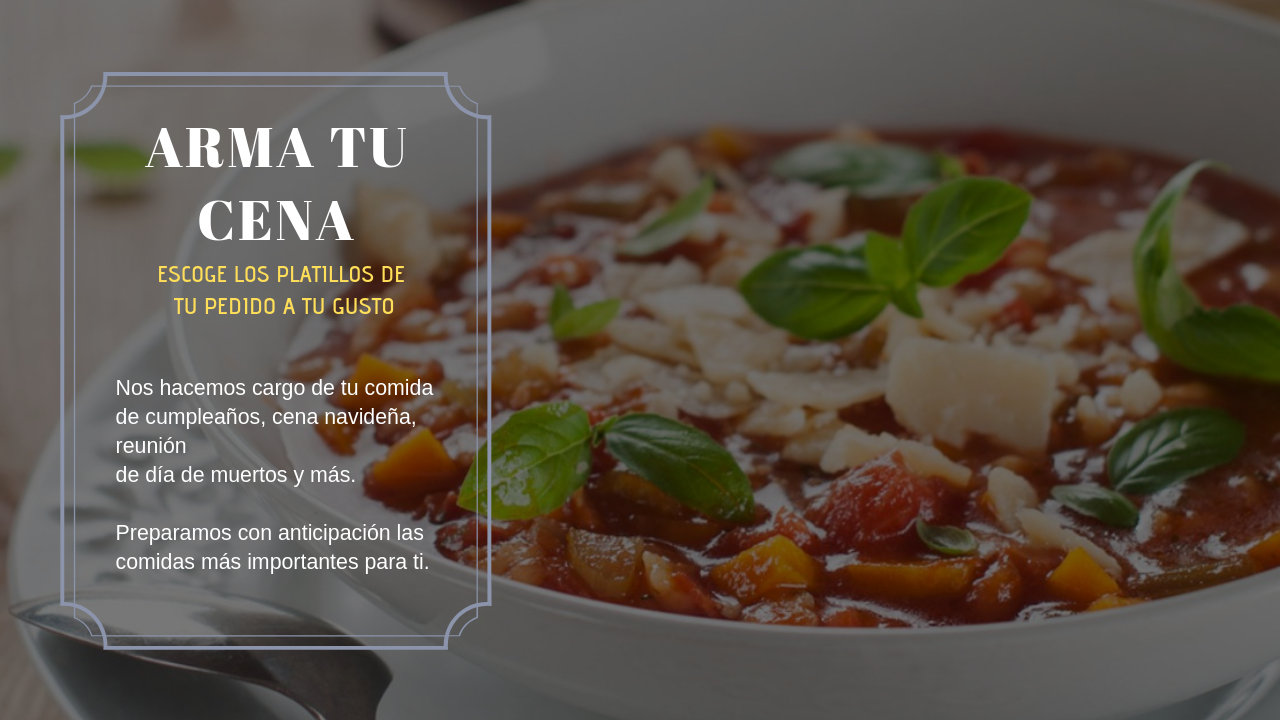 ARMA TU
CENA
ESCOGE LOS PLATILLOS DE
TU PEDIDO A TU GUSTO
Nos hacemos cargo de tu comida
de cumpleaños, cena navideña,
reunión
de día de muertos y más.
Preparamos con anticipación las
comidas más importantes para ti.